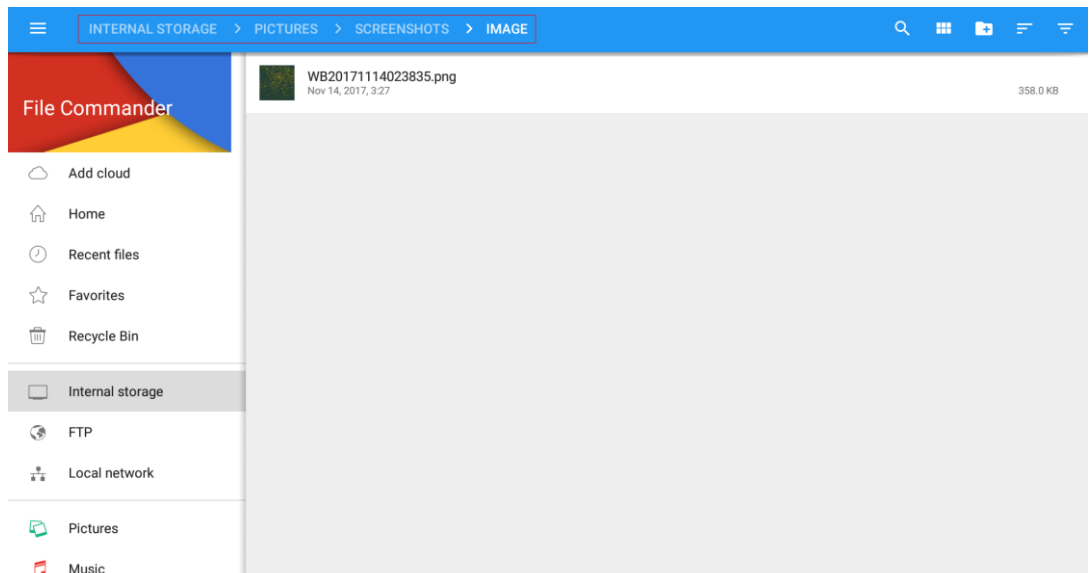 INTERNAL STORAGE > PICTURES > SCREENSHOTS > IMAGE
File Commander
Add cloud
Home
Recent files
Favorites
Recycle Bin
Internal storage
FTP
Local network
Pictures
Music
WB20171114023835.png
Nov 14, 2017, 3:27
358.0 KB